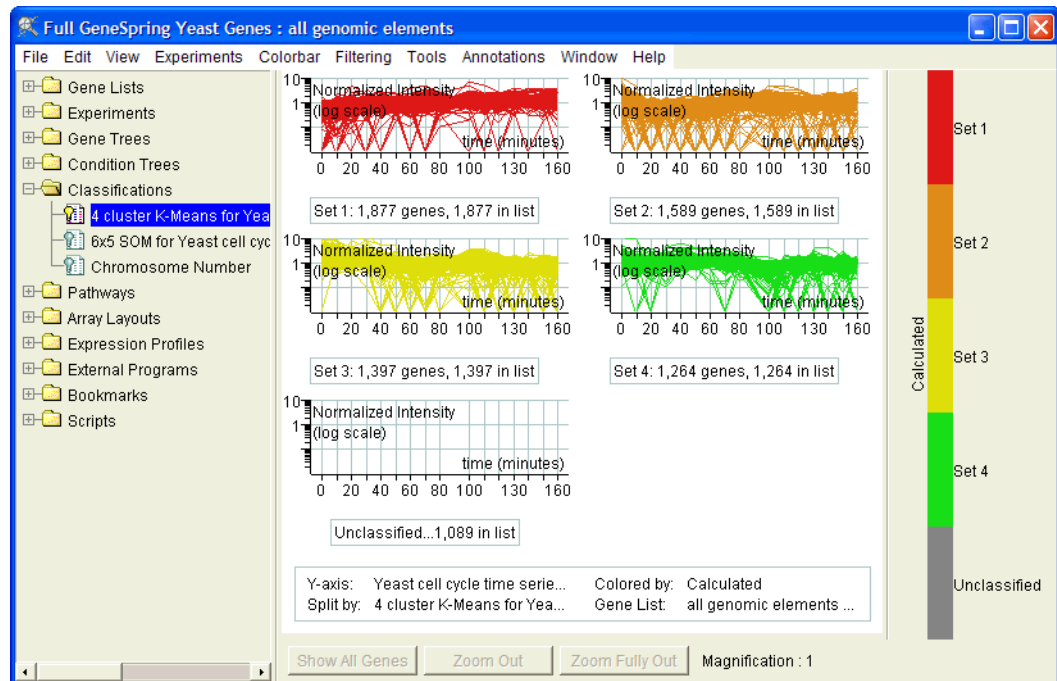 Full GeneSpring Yeast Genes : all genomic elements
File Edit View Experiments Colorbar Filtering Tools Annotations Window Help
Gene Lists
Experiments
Gene Trees
Condition Trees
Classifications
4 cluster K-Means for Yea
6x5 SOM for Yeast cell cyc
Chromosome Number
Pathways
Array Layouts
Expression Profiles
External Programs
Bookmarks
Scripts
10
Normalized Intensity
1
(log scale)
time (minutes)
0 20 40 60 80 100 130 160
Set 1: 1,877 genes, 1,877 in list
10
Normalized Intensity
1
(log scale)
time (minutes)
0 20 40 60 80 100 130 160
Set 2: 1,589 genes, 1,589 in list
10
Normalized Intensity
1
(log scale)
time (minutes)
0 20 40 60 80 100 130 160
Set 3: 1,397 genes, 1,397 in list
10
Normalized Intensity
1
(log scale)
time (minutes)
0 20 40 60 80 100 130 160
Set 4: 1,264 genes, 1,264 in list
10
Normalized Intensity
1
(log scale)
time (minutes)
0 20 40 60 80 100 130 160
Unclassified...1,089 in list
Y-axis: Yeast cell cycle time serie... Colored by: Calculated
Split by: 4 cluster K-Means for Yea... Gene List: all genomic elements ...
Calculated
Set 1
Set 2
Set 3
Set 4
Unclassified
Show All Genes Zoom Out Zoom Fully Out Magnification : 1